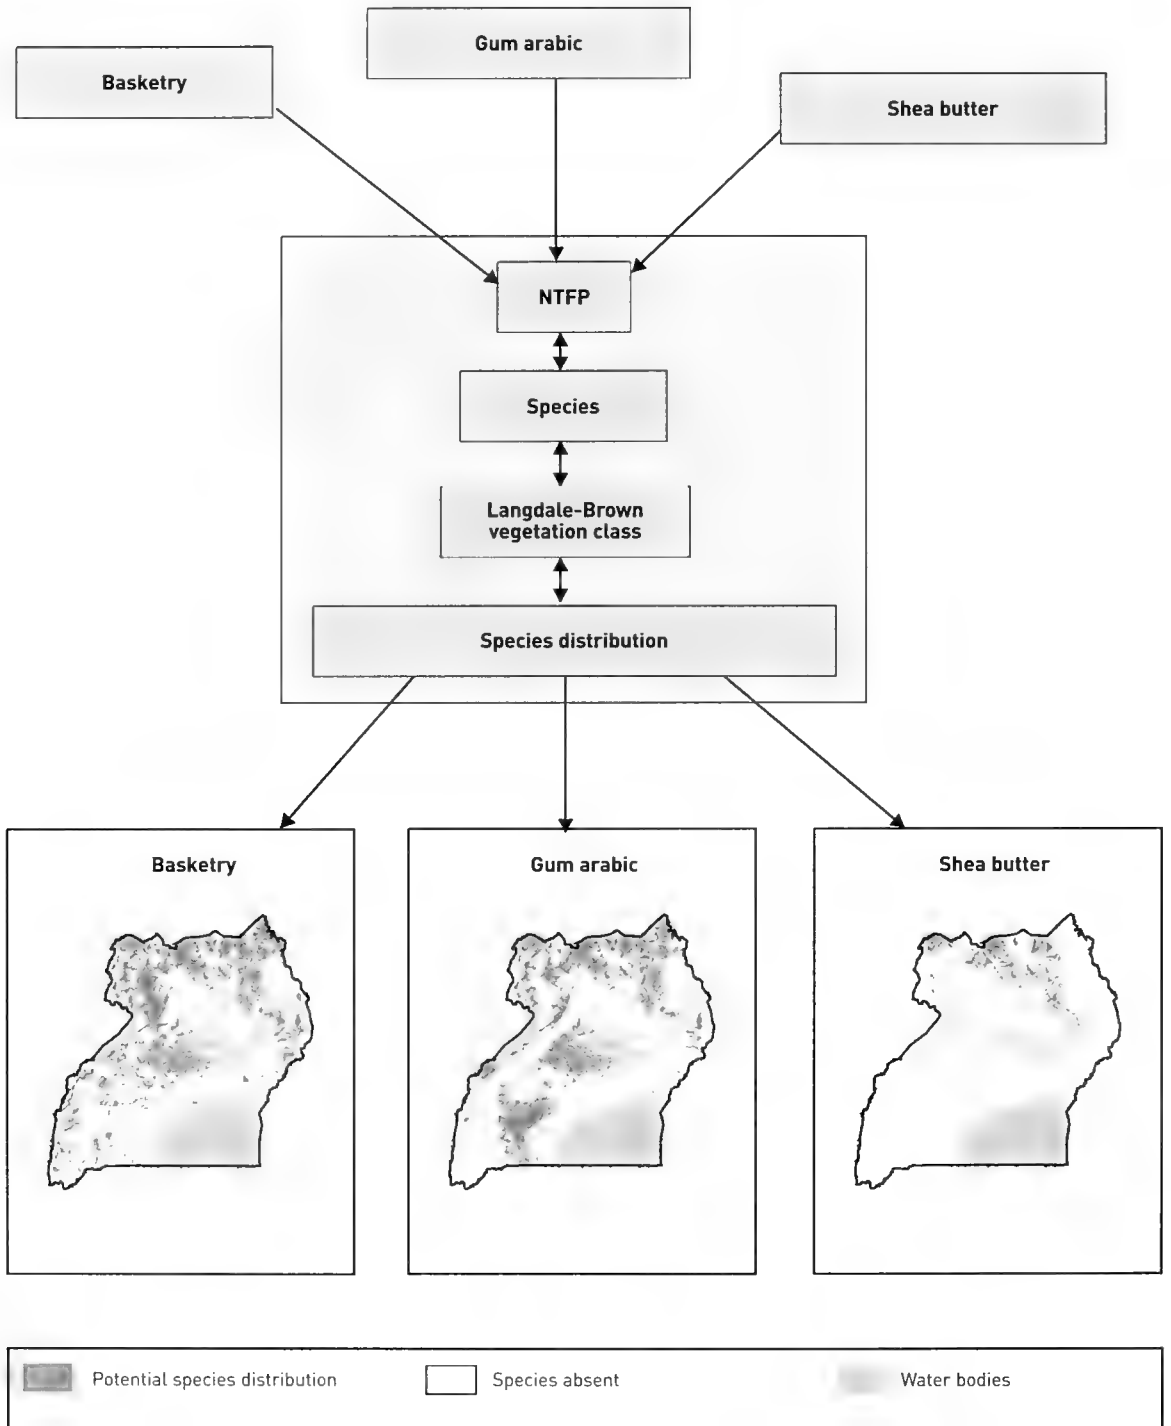 Gum arabic
Basketry
Shea butter
NTFP
Species
Langdale-Brown
vegetation class
Species distribution
Basketry
Gum arabic
Shea butter
Potential species distribution
Species absent
Water bodies